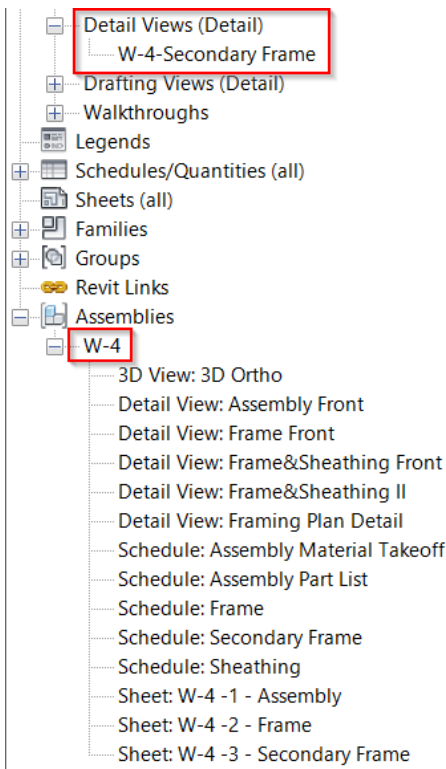 Detail Views (Detail)
W-4-Secondary Frame
Drafting Views (Detail)
Walkthroughs
Legends
Schedules/Quantities (all)
Sheets (all)
Families
Groups
Revit Links
Assemblies
W-4
3D View: 3D Ortho
Detail View: Assembly Front
Detail View: Frame Front
Detail View: Frame&Sheathing Front
Detail View: Frame&Sheathing II
Detail View: Framing Plan Detail
Schedule: Assembly Material Takeoff
Schedule: Assembly Part List
Schedule: Frame
Schedule: Secondary Frame
Schedule: Sheathing
Sheet: W-4 -1 - Assembly
Sheet: W-4 -2 - Frame
Sheet: W-4 -3 - Secondary Frame